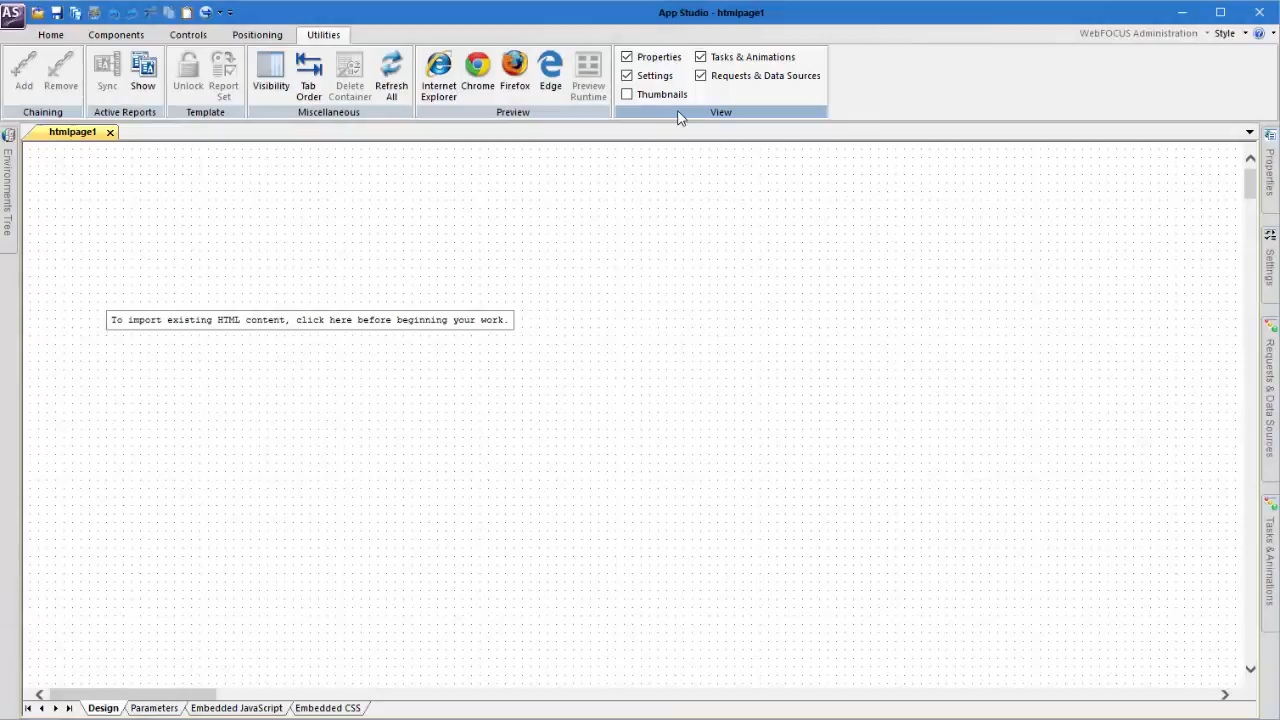 AS
App Studio - htmlpage1
Home Components Controls Positioning Utilities
WebFOCUS Administration Style
Add Remove
Chaining
Sync Show
Active Reports
Unlock Report Set
Template
Visibility Tab Order Delete Container Refresh All
Miscellaneous
Internet Explorer Chrome Firefox Edge Preview Runtime
Preview
Properties Tasks & Animations
Settings Requests & Data Sources
Thumbnails
View
htmlpage1
Environments Tree
To import existing HTML content, click here before beginning your work.
Properties
Settings
Requests & Data Sources
Tasks & Animations
Design Parameters Embedded JavaScript Embedded CSS